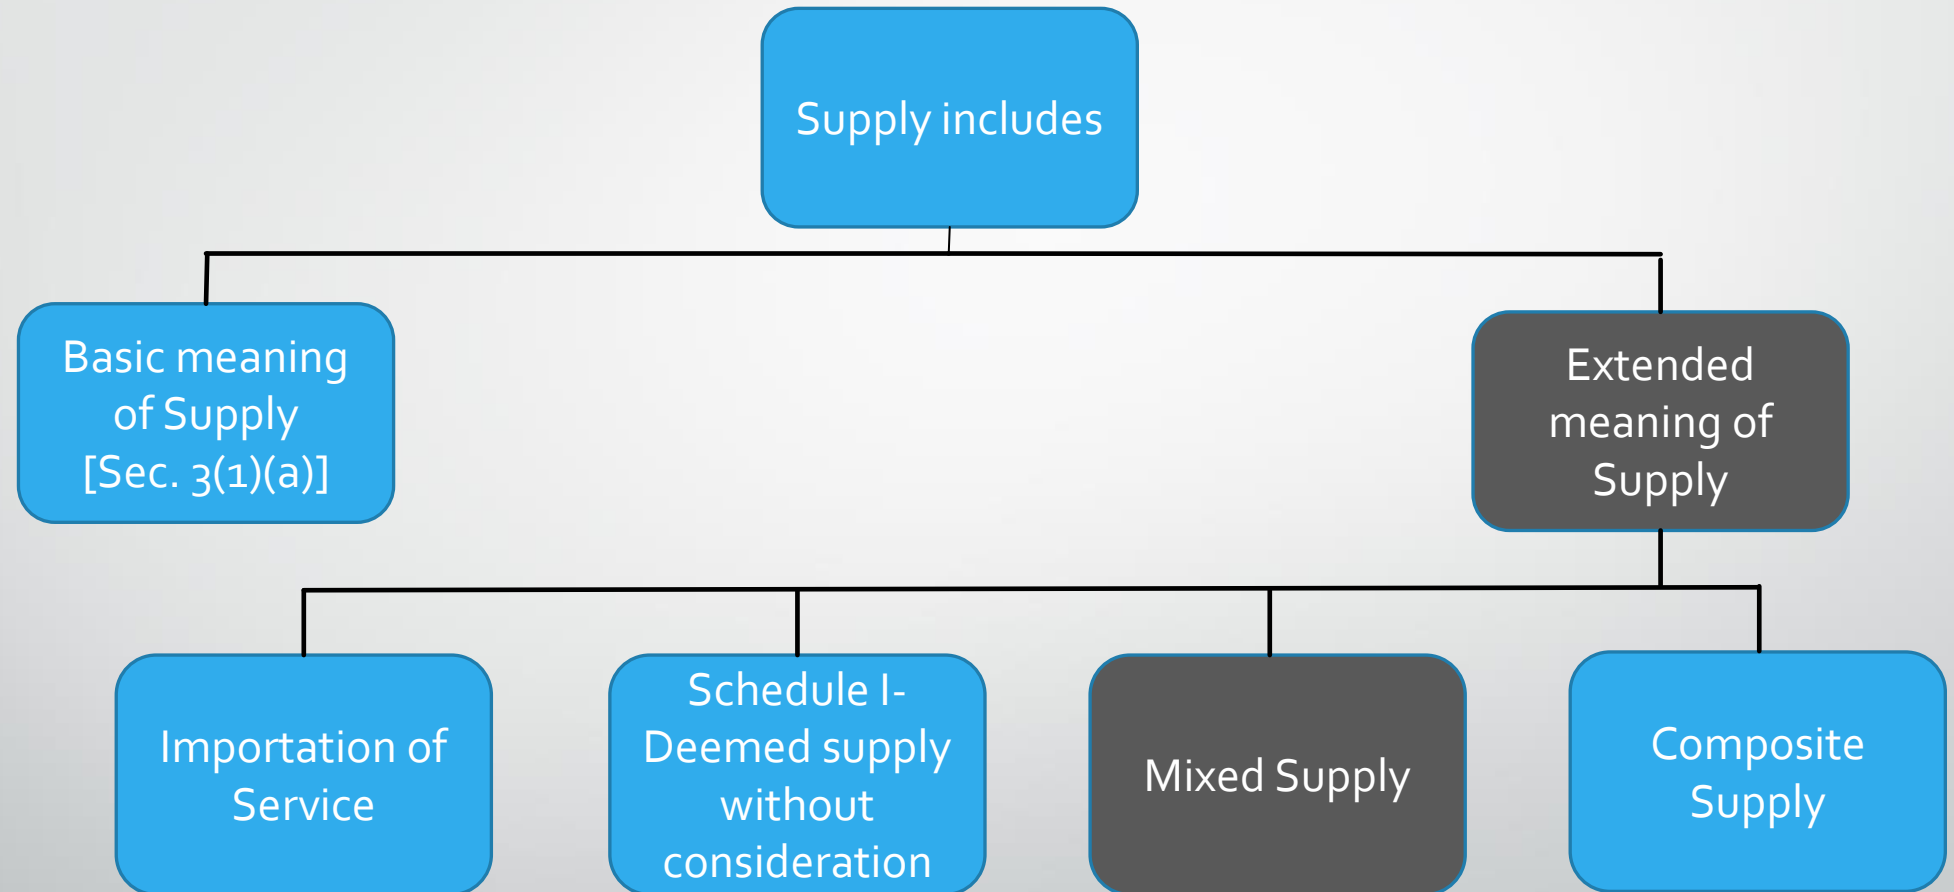 Supply includes
Basic meaning
of Supply
[Sec. 3(1)(a)]
Extended
meaning of
Supply
Importation of
Service
Schedule I-
Deemed supply
without
consideration
Mixed Supply
Composite
Supply